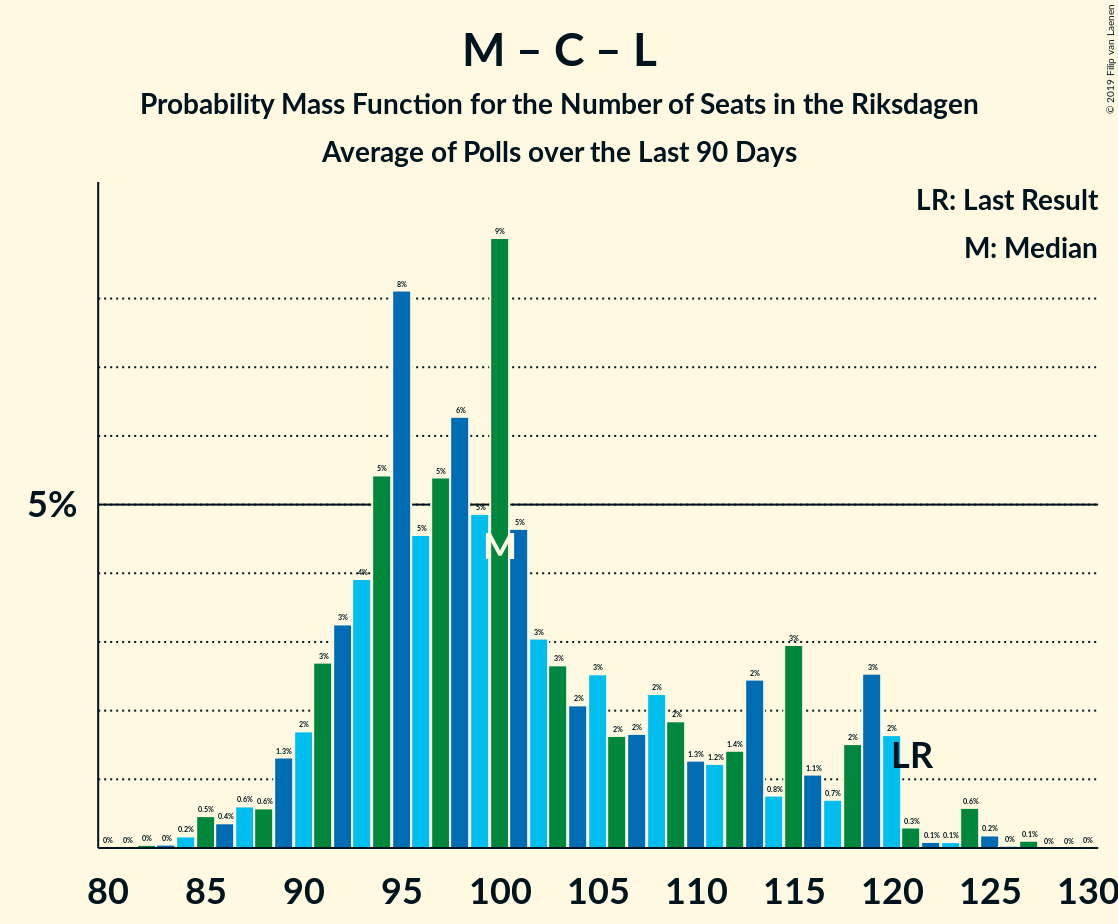 M – C – L
Probability Mass Function for the Number of Seats in the Riksdagen
Average of Polls over the Last 90 Days
© 2019 Filip van Laenen
LR: Last Result
M: Median
5%
0% 0% 0% 0% 0.2% 0.5% 0.4% 0.6% 0.6% 1.3% 2% 3% 3% 4% 5% 8% 5% 5% 6% 5% 9% 5% 3% 3% 2% 3% 2% 2% 2% 2% 1.3% 1.2% 1.4% 2% 0.8% 3% 1.1% 0.7% 2% 3% 2% 0.3% 0.1% 0.1% 0.6% 0.2% 0% 0.1% 0% 0% 0%
M
LR
80 85 90 95 100 105 110 115 120 125 130